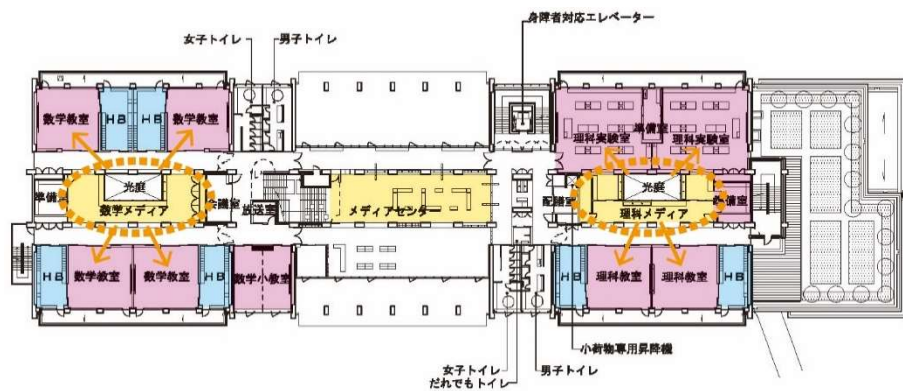 身障者対応エレベーター
女子トイレ
男子トイレ
数学教室
HB
HB
数学教室
理科実験室
準備室
理科実験室
準備室
光庭
数学メディア
放送室
メディアセンター
配膳室
光庭
理科メディア
準備室
HB
数学教室
数学教室
HB
数学小教室
HB
理科教室
理科教室
HB
小荷物専用昇降機
女子トイレ
だれでもトイレ
男子トイレ